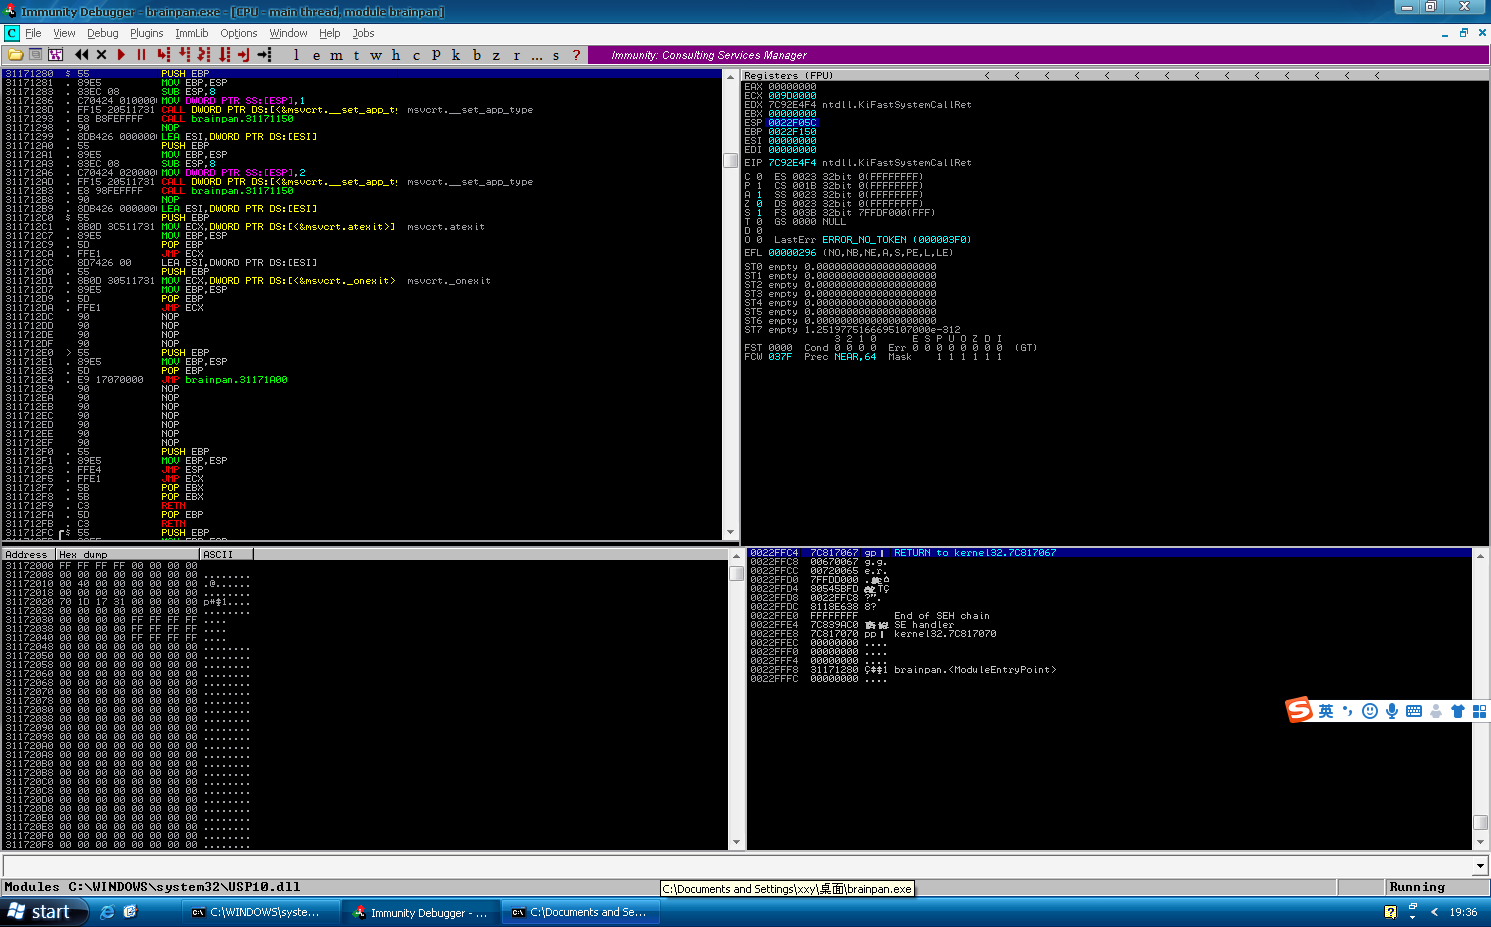 Immunity Debugger - brainpan.exe - [CPU - main thread, module brainpan]
File View Debug Plugins ImmLib Options Window Help Jobs
l e m t w h c P k b z r ... s ?
Immunity: Consulting Services Manager
31171280 $ 55 PUSH EBP
31171281 . 89E5 MOV EBP,ESP
31171283 . 83EC 08 SUB ESP,8
31171286 . C70424 010000 MOV DWORD PTR SS:[ESP],1
3117128D . FF15 20511731 CALL DWORD PTR DS:[<&msvcrt.__set_app_ty msvcrt.__set_app_type
31171293 . E8 B8FEFFFF CALL brainpan.31171150
31171298 . 90 NOP
31171299 . 8DB426 000000 LEA ESI,DWORD PTR DS:[ESI]
311712A0 . 55 PUSH EBP
311712A1 . 89E5 MOV EBP,ESP
311712A3 . 83EC 08 SUB ESP,8
311712A6 . C70424 020000 MOV DWORD PTR SS:[ESP],2
311712AD . FF15 20511731 CALL DWORD PTR DS:[<&msvcrt.__set_app_ty msvcrt.__set_app_type
311712B3 . E8 98FEFFFF CALL brainpan.31171150
311712B8 . 90 NOP
311712B9 . 8DB426 000000 LEA ESI,DWORD PTR DS:[ESI]
311712C0 $ 55 PUSH EBP
311712C1 . 8B0D 3C511731 MOV ECX,DWORD PTR DS:[<&msvcrt.atexit>] msvcrt.atexit
311712C7 . 89E5 MOV EBP,ESP
311712C9 . 5D POP EBP
311712CA . FFE1 JMP ECX
311712CC 8D7426 00 LEA ESI,DWORD PTR DS:[ESI]
311712D0 . 55 PUSH EBP
311712D1 . 8B0D 30511731 MOV ECX,DWORD PTR DS:[<&msvcrt._onexit> msvcrt._onexit
311712D7 . 89E5 MOV EBP,ESP
311712D9 . 5D POP EBP
311712DA . FFE1 JMP ECX
311712DC 90 NOP
311712DD 90 NOP
311712DE 90 NOP
311712DF 90 NOP
311712E0 > 55 PUSH EBP
311712E1 . 89E5 MOV EBP,ESP
311712E3 . 5D POP EBP
311712E4 . E9 17070000 JMP brainpan.31171A00
311712E9 90 NOP
311712EA 90 NOP
311712EB 90 NOP
311712EC 90 NOP
311712ED 90 NOP
311712EE 90 NOP
311712EF 90 NOP
311712F0 . 55 PUSH EBP
311712F1 . 89E5 MOV EBP,ESP
311712F3 . FFE4 JMP ESP
311712F5 . FFE1 JMP ECX
311712F7 . 5B POP EBX
311712F8 . 5B POP EBX
311712F9 . C3 RETN
311712FA . 5D POP EBP
311712FB . C3 RETN
311712FC $ 55 PUSH EBP
Registers (FPU) < < < < < < < < < < < < < <
EAX 00000000
ECX 009D0000
EDX 7C92E4F4 ntdll.KiFastSystemCallRet
EBX 00000000
ESP 0022F05C
EBP 0022F150
ESI 00000000
EDI 00000000
EIP 7C92E4F4 ntdll.KiFastSystemCallRet
C 0 ES 0023 32bit 0(FFFFFFFF)
P 1 CS 001B 32bit 0(FFFFFFFF)
A 1 SS 0023 32bit 0(FFFFFFFF)
Z 0 DS 0023 32bit 0(FFFFFFFF)
S 1 FS 003B 32bit 7FFDF000(FFF)
T 0 GS 0000 NULL
D 0
O 0 LastErr ERROR_NO_TOKEN (000003F0)
EFL 00000296 (NO,NB,NE,A,S,PE,L,LE)
ST0 empty 0.0000000000000000000
ST1 empty 0.0000000000000000000
ST2 empty 0.0000000000000000000
ST3 empty 0.0000000000000000000
ST4 empty 0.0000000000000000000
ST5 empty 0.0000000000000000000
ST6 empty 0.0000000000000000000
ST7 empty 1.2519775166695107000e-312
3 2 1 0 E S P U O Z D I
FST 0000 Cond 0 0 0 0 Err 0 0 0 0 0 0 0 0 (GT)
FCW 037F Prec NEAR,64 Mask 1 1 1 1 1 1
Address Hex dump ASCII
31172000 FF FF FF FF 00 00 00 00
31172008 00 00 00 00 00 00 00 00 ........
31172010 00 40 00 00 00 00 00 00 .@......
31172018 00 00 00 00 00 00 00 00 ........
31172020 70 1D 17 31 00 00 00 00
31172030 00 00 00 00 FF FF FF FF ....
31172038 00 00 00 00 FF FF FF FF ....
31172040 00 00 00 00 FF FF FF FF ....
31172048 00 00 00 00 00 00 00 00 ........
31172050 00 00 00 00 00 00 00 00 ........
31172058 00 00 00 00 00 00 00 00 ........
31172060 00 00 00 00 00 00 00 00 ........
31172068 00 00 00 00 00 00 00 00 ........
31172070 00 00 00 00 00 00 00 00 ........
31172078 00 00 00 00 00 00 00 00 ........
31172080 00 00 00 00 00 00 00 00 ........
31172088 00 00 00 00 00 00 00 00 ........
31172090 00 00 00 00 00 00 00 00 ........
31172098 00 00 00 00 00 00 00 00 ........
311720A0 00 00 00 00 00 00 00 00 ........
311720A8 00 00 00 00 00 00 00 00 ........
311720B0 00 00 00 00 00 00 00 00 ........
311720B8 00 00 00 00 00 00 00 00 ........
311720C0 00 00 00 00 00 00 00 00 ........
311720C8 00 00 00 00 00 00 00 00 ........
311720D0 00 00 00 00 00 00 00 00 ........
311720D8 00 00 00 00 00 00 00 00 ........
311720E0 00 00 00 00 00 00 00 00 ........
311720E8 00 00 00 00 00 00 00 00 ........
311720F0 00 00 00 00 00 00 00 00 ........
311720F8 00 00 00 00 00 00 00 00 ........
0022FFC4 7C817067 RETURN to kernel32.7C817067
0022FFC8 00670067 g.g.
0022FFCC 00720065 e.r.
0022FFD0 7FFDD000
0022FFD4 80545BFD
0022FFD8 0022FFC8 ?".
0022FFDC 8118E638 8?
0022FFE0 FFFFFFFF End of SEH chain
0022FFE4 7C839AC0 SE handler
0022FFE8 7C817070 kernel32.7C817070
0022FFEC 00000000 ....
0022FFF0 00000000 ....
0022FFF4 00000000 ....
0022FFF8 31171280 brainpan.<ModuleEntryPoint>
0022FFFC 00000000 ....
英
Modules C:\WINDOWS\system32\USP10.dll
C:\Documents and Settings\xxy\桌面\brainpan.exe
Running
start
C:\WINDOWS\syste...
Immunity Debugger - ...
C:\Documents and Se...
19:36